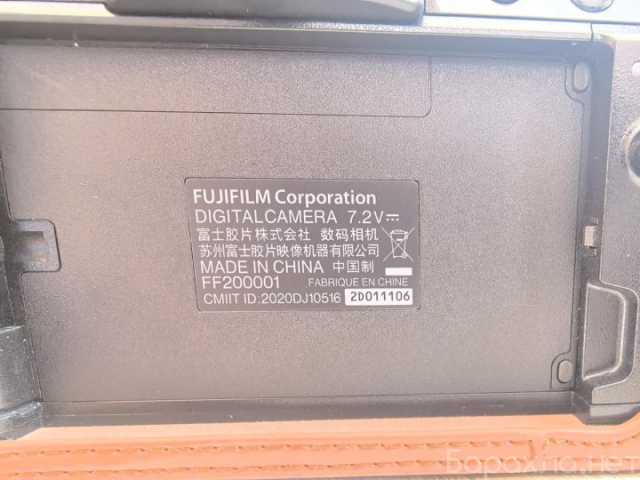 FUJIFILM Corporation
DIGITAL CAMERA 7.2V⎓
富士胶片株式会社 数码相机
苏州富士胶片映像机器有限公司
MADE IN CHINA 中国制
FF200001 FABRIQUE EN CHINE
CMIIT ID:2020DJ10516 2D011106
Барахла.нет